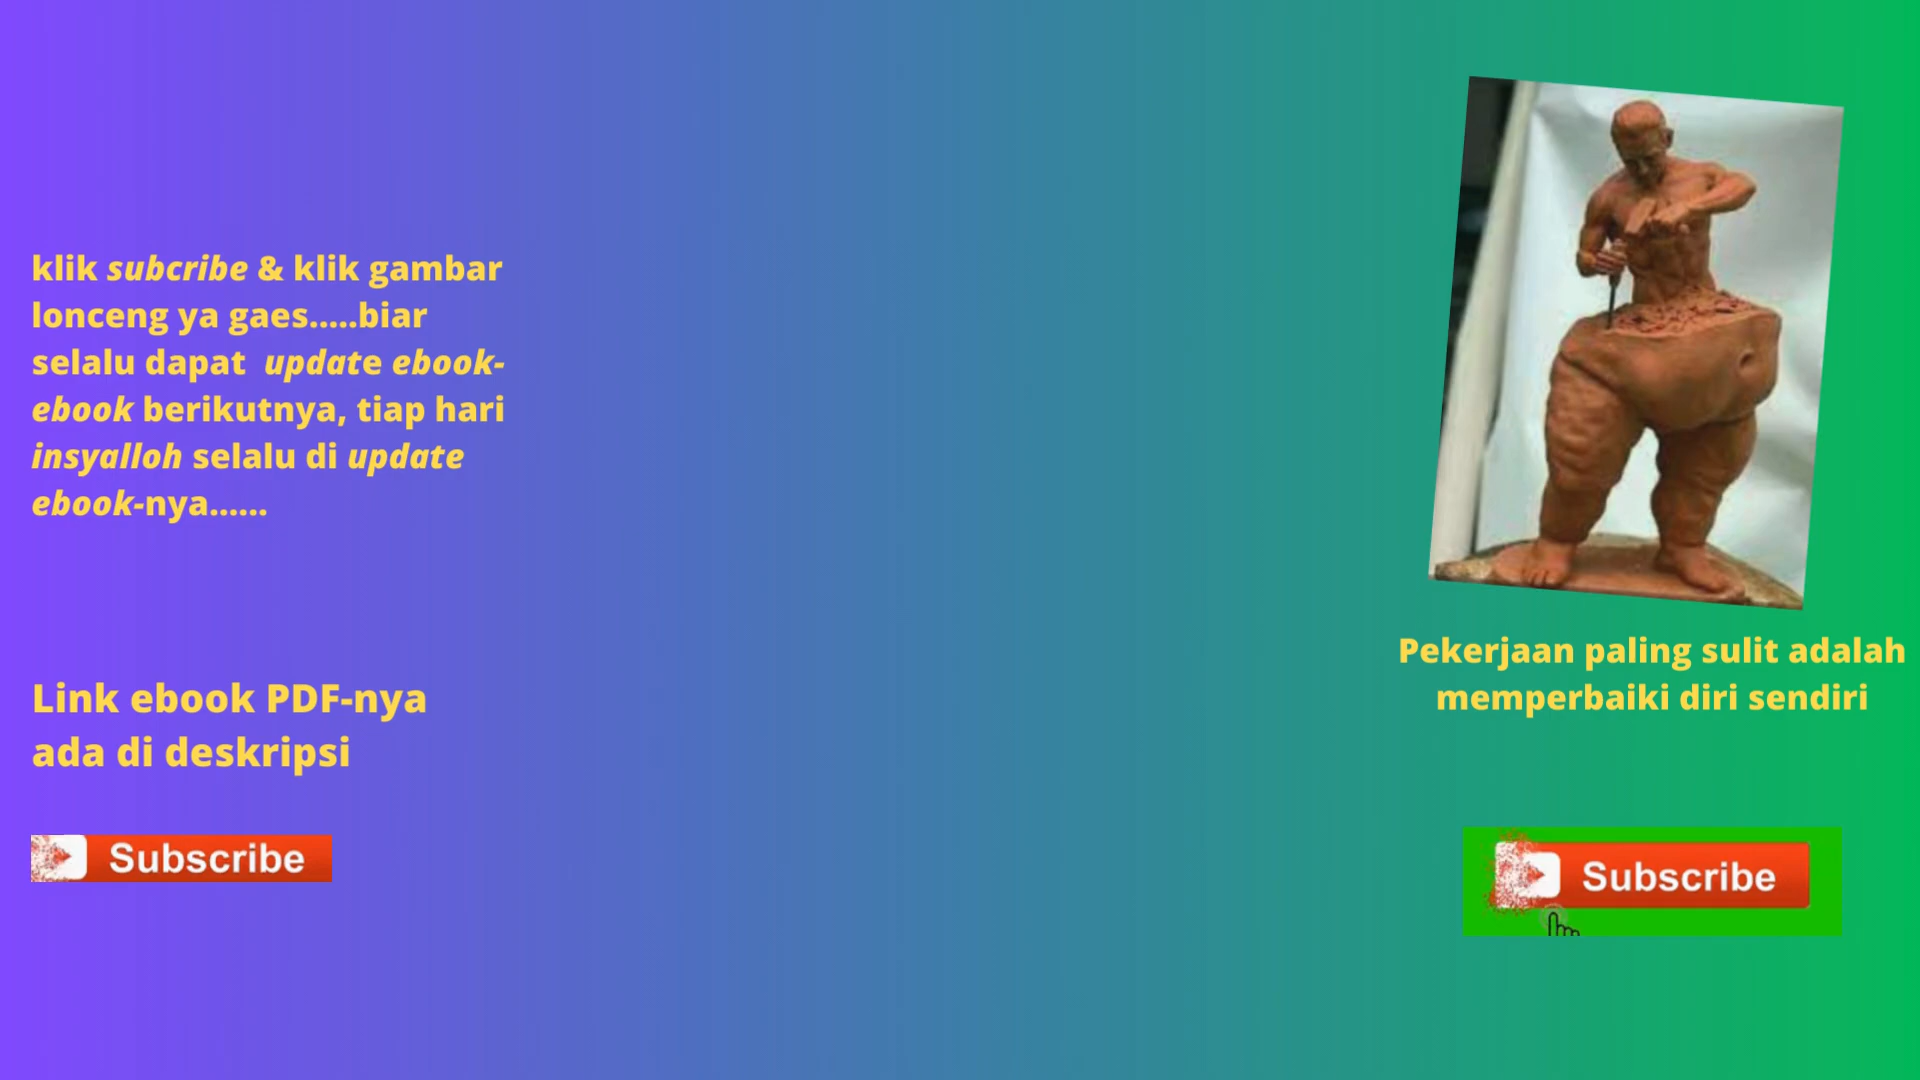 klik subcribe & klik gambar
lonceng ya gaes.....biar
selalu dapat update ebook-
ebook berikutnya, tiap hari
insyalloh selalu di update
ebook-nya......
Link ebook PDF-nya
ada di deskripsi
Subscribe
Pekerjaan paling sulit adalah
memperbaiki diri sendiri
Subscribe